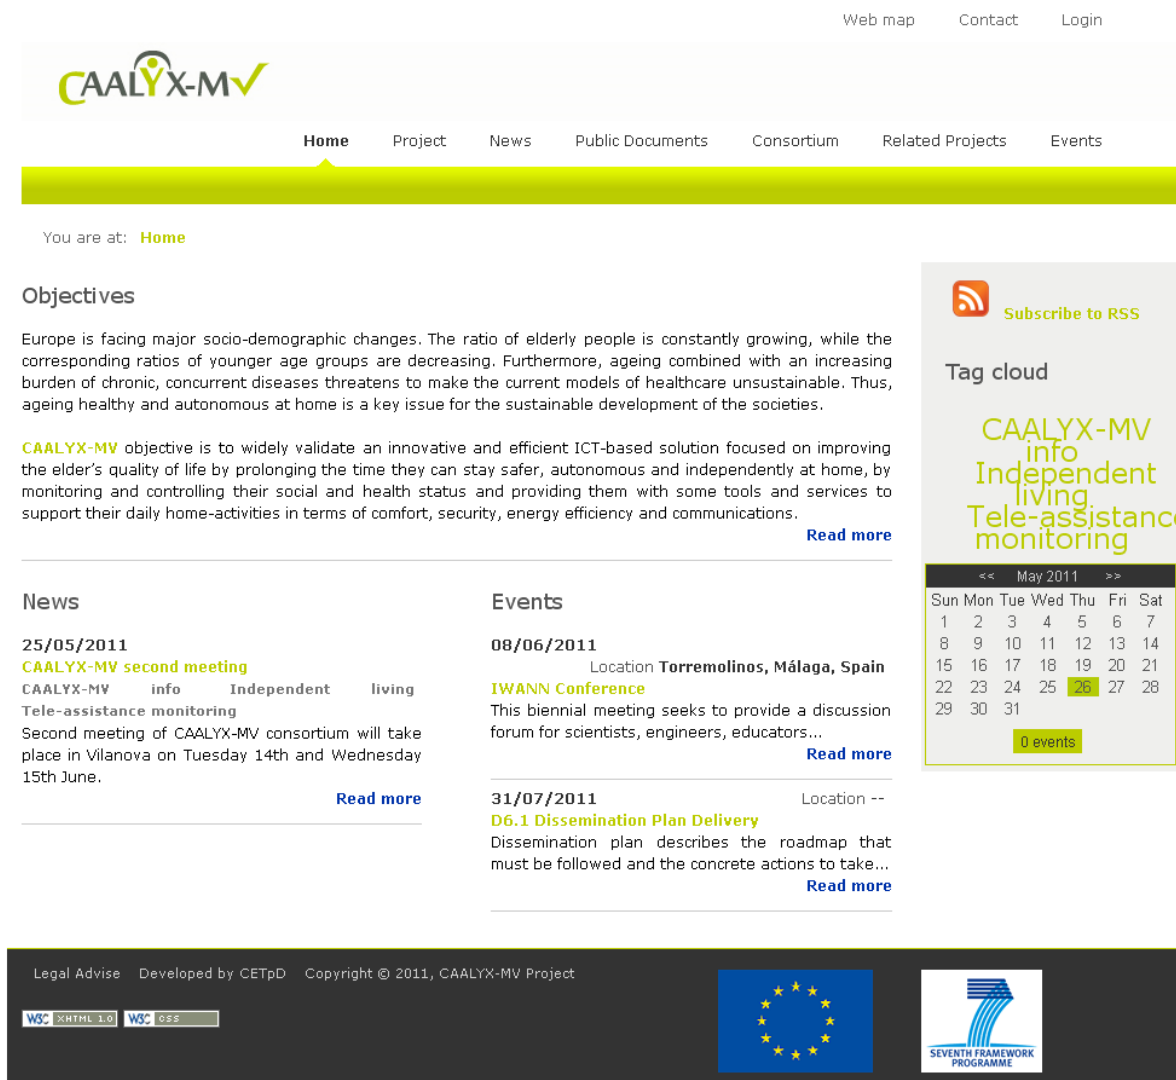 Web map Contact Login
CAALYX-MV
Home Project News Public Documents Consortium Related Projects Events
You are at: Home
Objectives
Europe is facing major socio-demographic changes. The ratio of elderly people is constantly growing, while the
corresponding ratios of younger age groups are decreasing. Furthermore, ageing combined with an increasing
burden of chronic, concurrent diseases threatens to make the current models of healthcare unsustainable. Thus,
ageing healthy and autonomous at home is a key issue for the sustainable development of the societies.
CAALYX-MV objective is to widely validate an innovative and efficient ICT-based solution focused on improving
the elder’s quality of life by prolonging the time they can stay safer, autonomous and independently at home, by
monitoring and controlling their social and health status and providing them with some tools and services to
support their daily home-activities in terms of comfort, security, energy efficiency and communications.
Read more
News
25/05/2011
CAALYX-MV second meeting
CAALYX-MV info Independent living
Tele-assistance monitoring
Second meeting of CAALYX-MV consortium will take
place in Vilanova on Tuesday 14th and Wednesday
15th June.
Read more
Events
08/06/2011
Location Torremolinos, Málaga, Spain
IWANN Conference
This biennial meeting seeks to provide a discussion
forum for scientists, engineers, educators...
Read more
31/07/2011 Location --
D6.1 Dissemination Plan Delivery
Dissemination plan describes the roadmap that
must be followed and the concrete actions to take...
Read more
Subscribe to RSS
Tag cloud
CAALYX-MV
info
Independent
living
Tele-assistance
monitoring
<< May 2011 >>
Sun Mon Tue Wed Thu Fri Sat
1 2 3 4 5 6 7
8 9 10 11 12 13 14
15 16 17 18 19 20 21
22 23 24 25 26 27 28
29 30 31
0 events
Legal Advise Developed by CETpD Copyright © 2011, CAALYX-MV Project
W3C XHTML 1.0 W3C CSS
SEVENTH FRAMEWORK
PROGRAMME